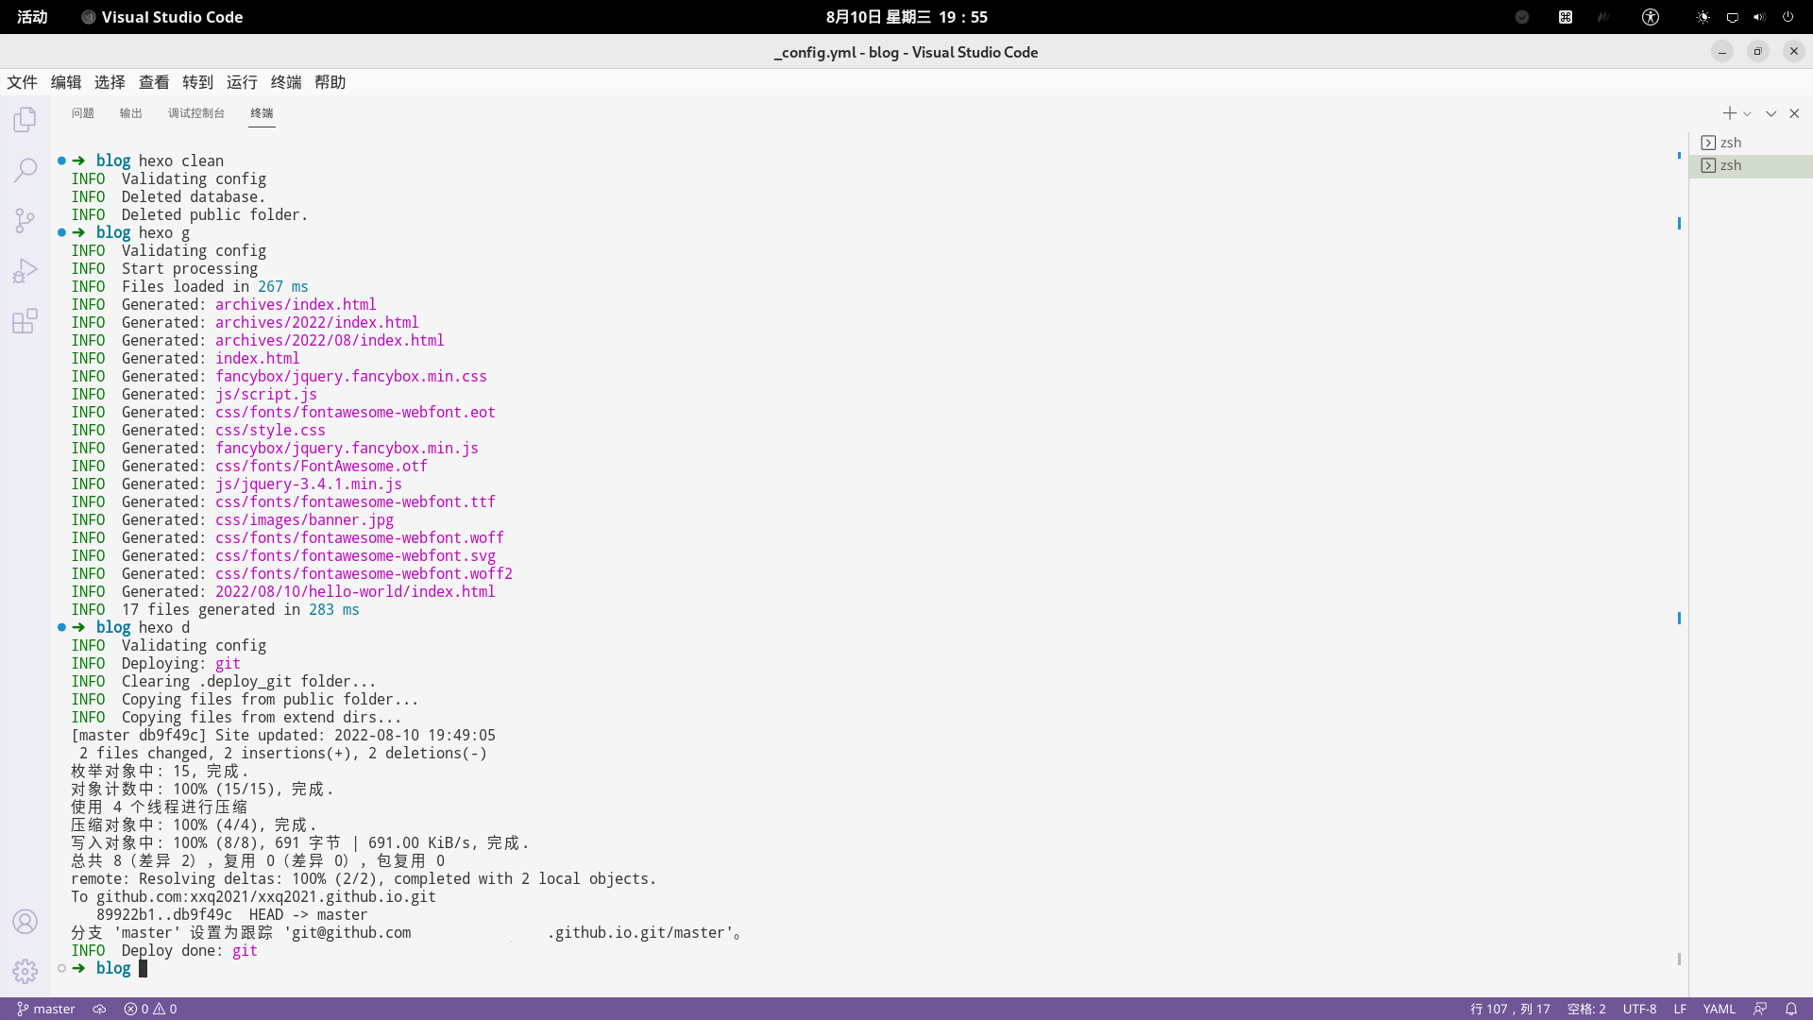 活动 Visual Studio Code 8月10日 星期三 19：55
_config.yml - blog - Visual Studio Code
文件 编辑 选择 查看 转到 运行 终端 帮助
问题 输出 调试控制台 终端
zsh
zsh
➜ blog hexo clean
INFO Validating config
INFO Deleted database.
INFO Deleted public folder.
➜ blog hexo g
INFO Validating config
INFO Start processing
INFO Files loaded in 267 ms
INFO Generated: archives/index.html
INFO Generated: archives/2022/index.html
INFO Generated: archives/2022/08/index.html
INFO Generated: index.html
INFO Generated: fancybox/jquery.fancybox.min.css
INFO Generated: js/script.js
INFO Generated: css/fonts/fontawesome-webfont.eot
INFO Generated: css/style.css
INFO Generated: fancybox/jquery.fancybox.min.js
INFO Generated: css/fonts/FontAwesome.otf
INFO Generated: js/jquery-3.4.1.min.js
INFO Generated: css/fonts/fontawesome-webfont.ttf
INFO Generated: css/images/banner.jpg
INFO Generated: css/fonts/fontawesome-webfont.woff
INFO Generated: css/fonts/fontawesome-webfont.svg
INFO Generated: css/fonts/fontawesome-webfont.woff2
INFO Generated: 2022/08/10/hello-world/index.html
INFO 17 files generated in 283 ms
➜ blog hexo d
INFO Validating config
INFO Deploying: git
INFO Clearing .deploy_git folder...
INFO Copying files from public folder...
INFO Copying files from extend dirs...
[master db9f49c] Site updated: 2022-08-10 19:49:05
2 files changed, 2 insertions(+), 2 deletions(-)
枚举对象中: 15, 完成.
对象计数中: 100% (15/15), 完成.
使用 4 个线程进行压缩
压缩对象中: 100% (4/4), 完成.
写入对象中: 100% (8/8), 691 字节 | 691.00 KiB/s, 完成.
总共 8（差异 2），复用 0（差异 0），包复用 0
remote: Resolving deltas: 100% (2/2), completed with 2 local objects.
To github.com:xxq2021/xxq2021.github.io.git
89922b1..db9f49c HEAD -> master
分支 'master' 设置为跟踪 'git@github.com .github.io.git/master'。
INFO Deploy done: git
➜ blog
master 0 0 行 107，列 17 空格: 2 UTF-8 LF YAML